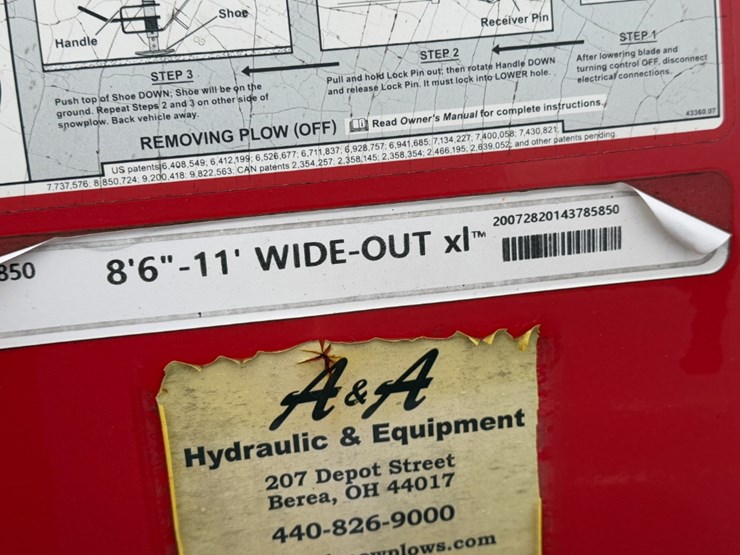 Handle
Shoe
Receiver Pin
STEP 3
Push top of Shoe DOWN; Shoe will be on the
ground. Repeat Steps 2 and 3 on other side of
snowplow. Back vehicle away.
STEP 2
Pull and hold Lock Pin out; then rotate Handle DOWN
and release Lock Pin. It must lock into LOWER hole.
STEP 1
After lowering blade and
turning control OFF, disconnect
electrical connections.
REMOVING PLOW (OFF)
Read Owner's Manual for complete instructions.
43360.07
US patents 6,408,549; 6,412,199; 6,526,677; 6,711,837; 6,928,757; 6,941,685; 7,134,227; 7,400,058; 7,430,821;
7,737,576; 8,850,724; 9,200,418; 9,822,563; CAN patents 2,354,257; 2,358,145; 2,358,354; 2,466,195; 2,639,052; and other patents pending.
850
8'6"-11' WIDE-OUT xl™
20072820143785850
A & A
Hydraulic & Equipment
207 Depot Street
Berea, OH 44017
440-826-9000
wplows.com